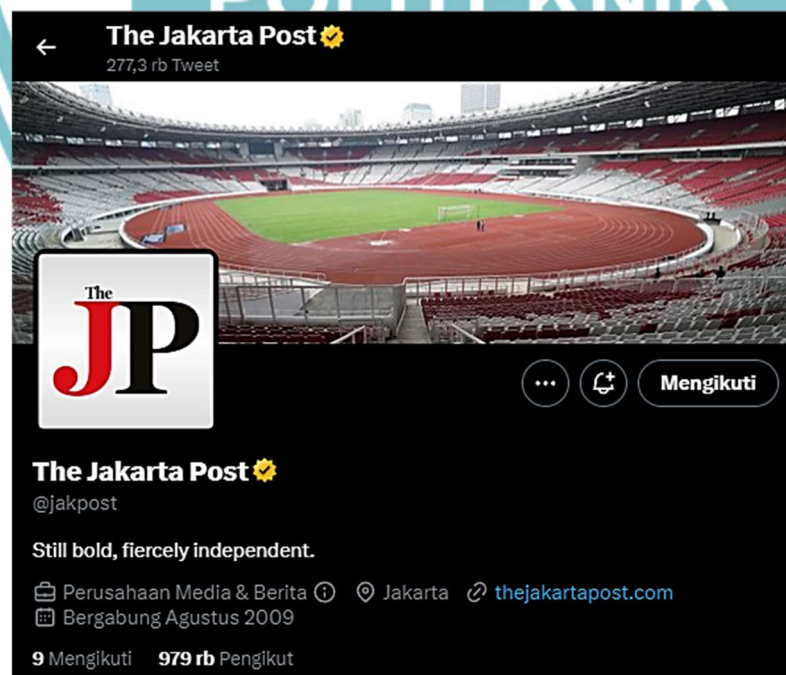 POLITEKNIK
The Jakarta Post
277,3 rb Tweet
The
JP
Mengikuti
The Jakarta Post
@jakpost
Still bold, fiercely independent.
Perusahaan Media & Berita Jakarta thejakartapost.com
Bergabung Agustus 2009
9 Mengikuti 979 rb Pengikut